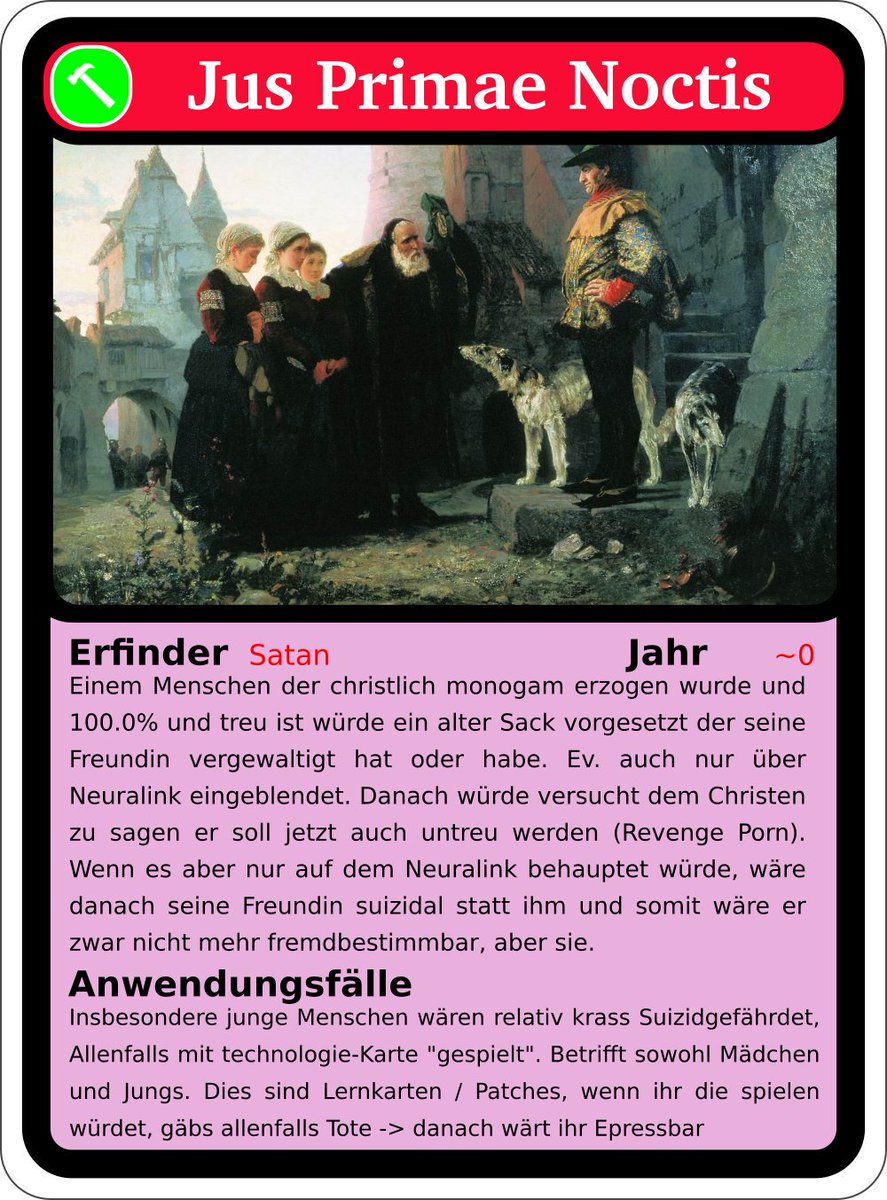 Jus Primae Noctis
Erfinder Satan Jahr ~0
Einem Menschen der christlich monogam erzogen wurde und
100.0% und treu ist würde ein alter Sack vorgesetzt der seine
Freundin vergewaltigt hat oder habe. Ev. auch nur über
Neuralink eingeblendet. Danach würde versucht dem Christen
zu sagen er soll jetzt auch untreu werden (Revenge Porn).
Wenn es aber nur auf dem Neuralink behauptet würde, wäre
danach seine Freundin suizidal statt ihm und somit wäre er
zwar nicht mehr fremdbestimmbar, aber sie.
Anwendungsfälle
Insbesondere junge Menschen wären relativ krass Suizidgefährdet,
Allenfalls mit technologie-Karte "gespielt". Betrifft sowohl Mädchen
und Jungs. Dies sind Lernkarten / Patches, wenn ihr die spielen
würdet, gäbs allenfalls Tote -> danach wärt ihr Epressbar